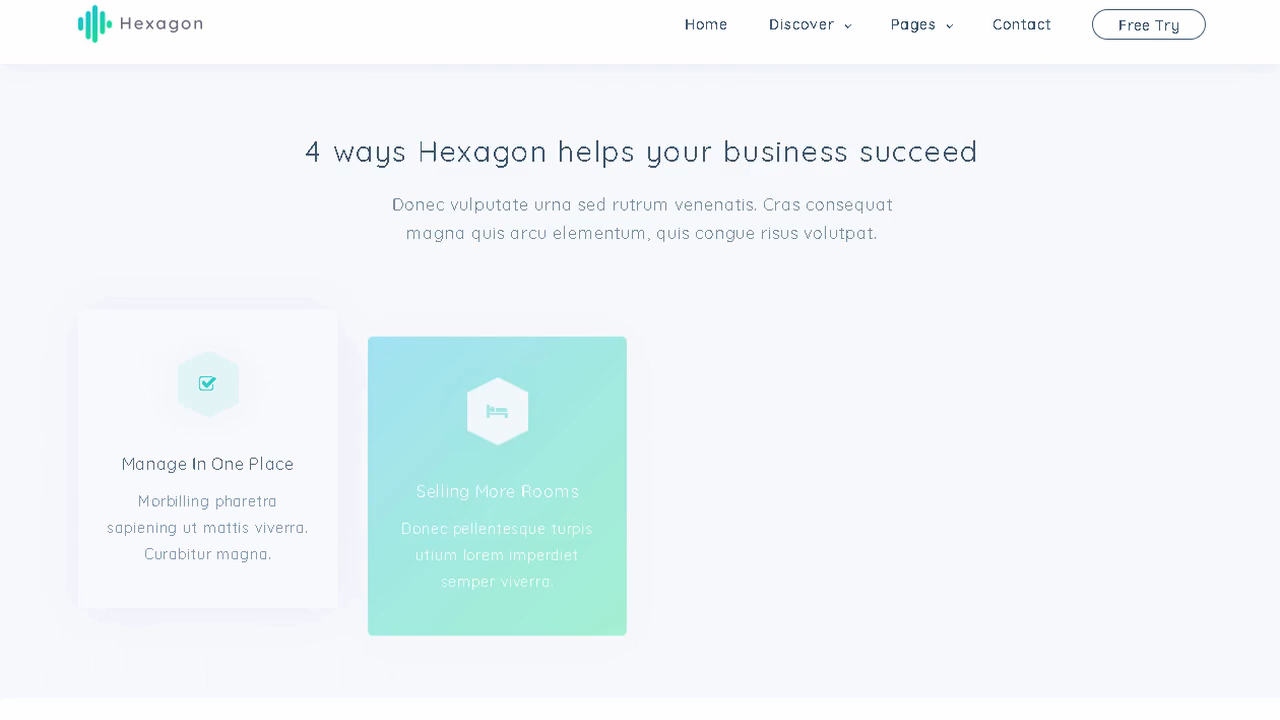 Hexagon
Home
Discover
Pages
Contact
Free Try
4 ways Hexagon helps your business succeed
Donec vulputate urna sed rutrum venenatis. Cras consequat
magna quis arcu elementum, quis congue risus volutpat.
Manage In One Place
Morbilling pharetra
sapiening ut mattis viverra.
Curabitur magna.
Selling More Rooms
Donec pellentesque turpis
utium lorem imperdiet
semper viverra.